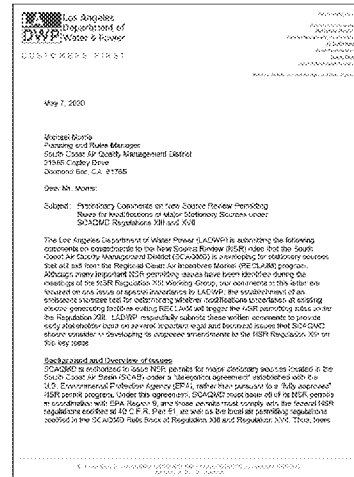 Los Angeles
Department of
Water & Power
DWP
CUSTOMERS FIRST
May 7, 2020
Michael Morris
Planning and Rules Manager
South Coast Air Quality Management District
21865 Copley Drive
Diamond Bar, CA 91765
Dear Mr. Morris:
Subject: Preliminary Comments on New Source Review Permitting
Rules for Modifications of Major Stationary Sources under
SCAQMD Regulations XIII and XVII
The Los Angeles Department of Water Power (LADWP) is submitting the following
comments on amendments to the New Source Review (NSR) rules that the South
Coast Air Quality Management District (SCAQMD) is developing for stationary sources
that will exit from the Regional Clean Air Incentives Market (RECLAIM) program.
Although many important NSR permitting issues have been identified during the
meetings of the NSR Regulation XIII Working Group, our comments in this letter are
focused on one issue of special importance to LADWP: the establishment of an
emissions increase test for determining whether modifications undertaken at existing
electric generating facilities exiting RECLAIM will trigger the NSR permitting rules under
the Regulation XIII. LADWP respectfully submits these written comments to provide
early stakeholder input on several important legal and technical issues that SCAQMD
should consider in developing its proposed amendments to the NSR Regulation XIII on
this key issue.
Background and Overview of Issues
SCAQMD is authorized to issue NSR permits for major stationary sources located in the
South Coast Air Basin (SCAB) under a "delegation agreement" established with the
U.S. Environmental Protection Agency (EPA), rather than pursuant to a "fully approved"
NSR permit program. Under this agreement, SCAQMD must issue all of its NSR permits
in coordination with EPA Region 9, and those permits must comply with the federal NSR
regulations codified at 40 C.F.R. Part 51, as well as the local air permitting regulations
codified in the SCAQMD Rule Book at Regulation XIII and Regulation XVII. Thus, there